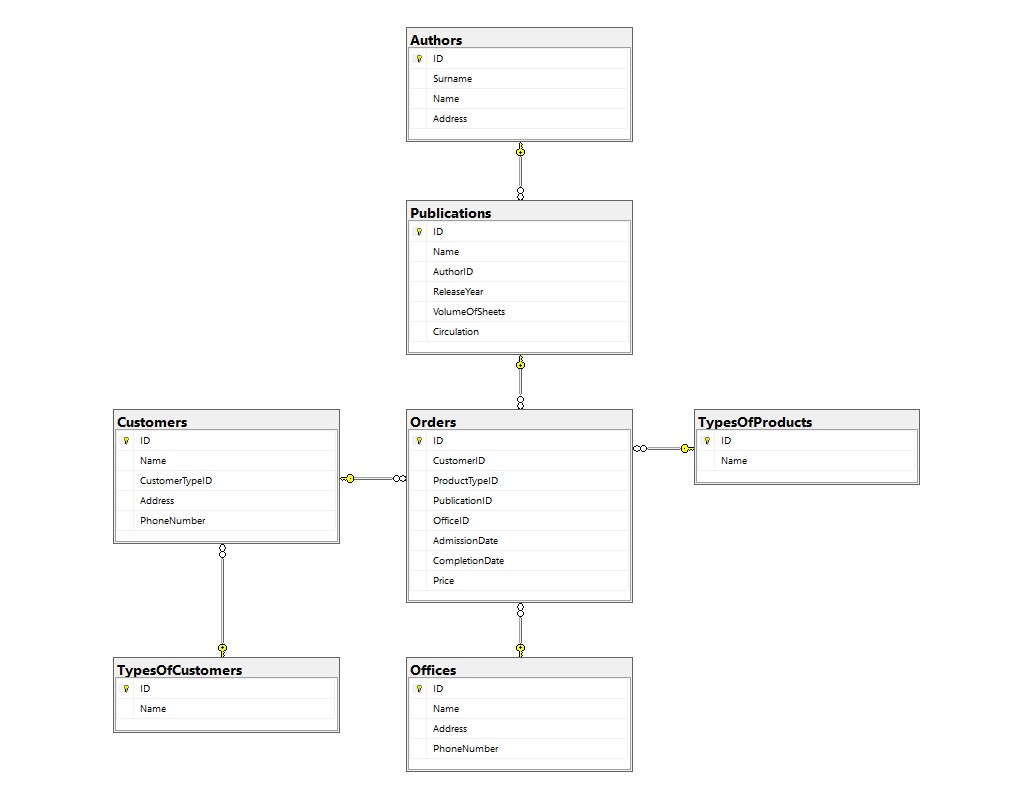 Authors
ID
Surname
Name
Address
Publications
ID
Name
AuthorID
ReleaseYear
VolumeOfSheets
Circulation
Customers
ID
Name
CustomerTypeID
Address
PhoneNumber
Orders
ID
CustomerID
ProductTypeID
PublicationID
OfficeID
AdmissionDate
CompletionDate
Price
TypesOfProducts
ID
Name
TypesOfCustomers
ID
Name
Offices
ID
Name
Address
PhoneNumber